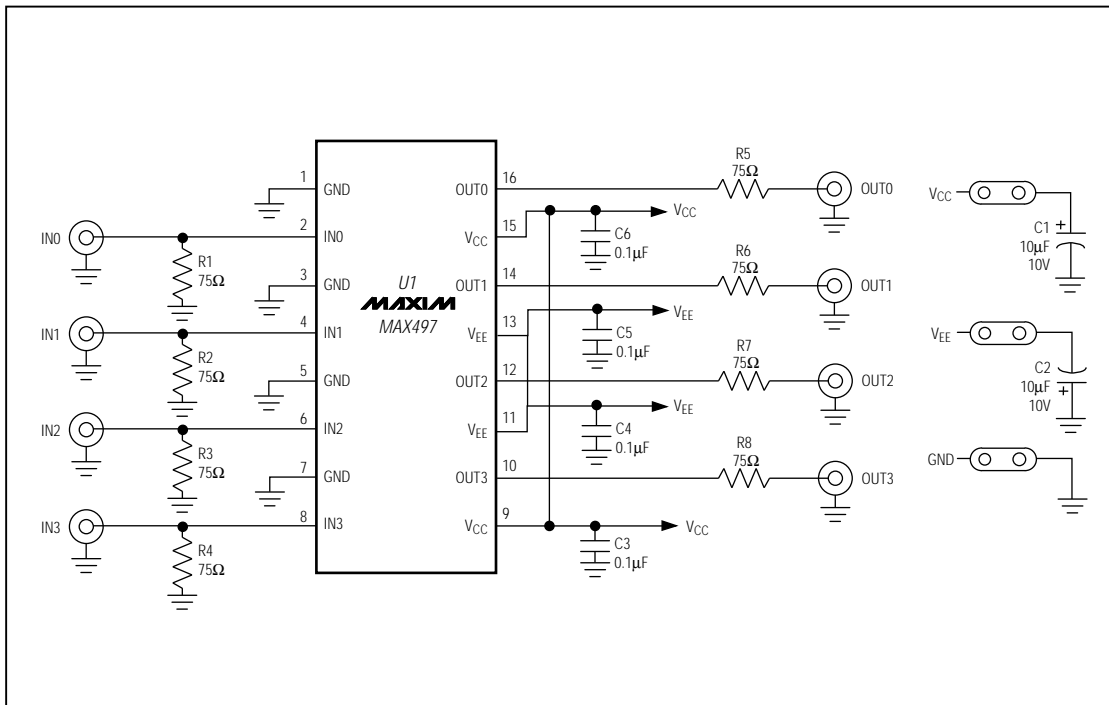 IN0
R1
75Ω
IN1
R2
75Ω
IN2
R3
75Ω
IN3
R4
75Ω
1
GND
2
IN0
3
GND
4
IN1
5
GND
6
IN2
7
GND
8
IN3
U1
MAXIM
MAX497
16
OUT0
15
VCC
14
OUT1
13
VEE
12
OUT2
11
VEE
10
OUT3
9
VCC
R5
75Ω
OUT0
VCC
C6
0.1µF
R6
75Ω
OUT1
VEE
C5
0.1µF
R7
75Ω
OUT2
VEE
C4
0.1µF
R8
75Ω
OUT3
VCC
C3
0.1µF
VCC
+
C1
10µF
10V
VEE
C2
10µF
+
10V
GND